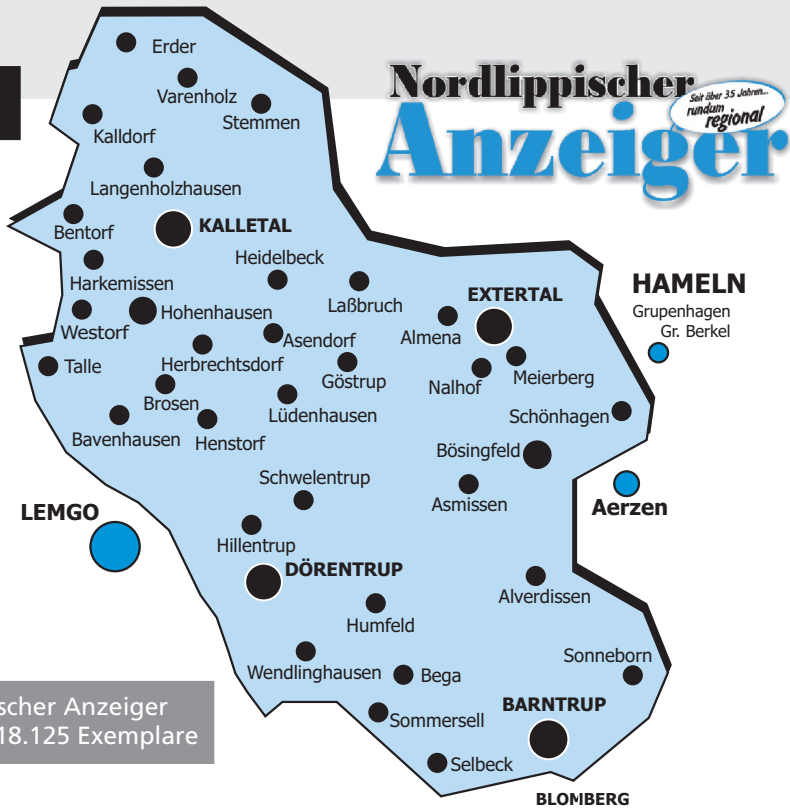 Erder
Varenholz
Stemmen
Kalldorf
Langenholzhausen
Nordlippischer
Anzeiger
Seit über 35 Jahren...
rundum
regional
Bentorf
KALLETAL
Heidelbeck
Harkemissen
Laßbruch
EXTERTAL
HAMELN
Grupenhagen
Gr. Berkel
Westorf
Hohenhausen
Asendorf
Almena
Talle
Herbrechtsdorf
Göstrup
Nalhof
Meierberg
Brosen
Lüdenhausen
Schönhagen
Bavenhausen
Henstorf
Bösingfeld
Schwelentrup
Asmissen
Aerzen
LEMGO
Hillentrup
DÖRENTRUP
Alverdissen
Humfeld
Wendlinghausen
Bega
Sonneborn
BARNTRUP
Sommersell
Selbeck
scher Anzeiger
18.125 Exemplare
BLOMBERG